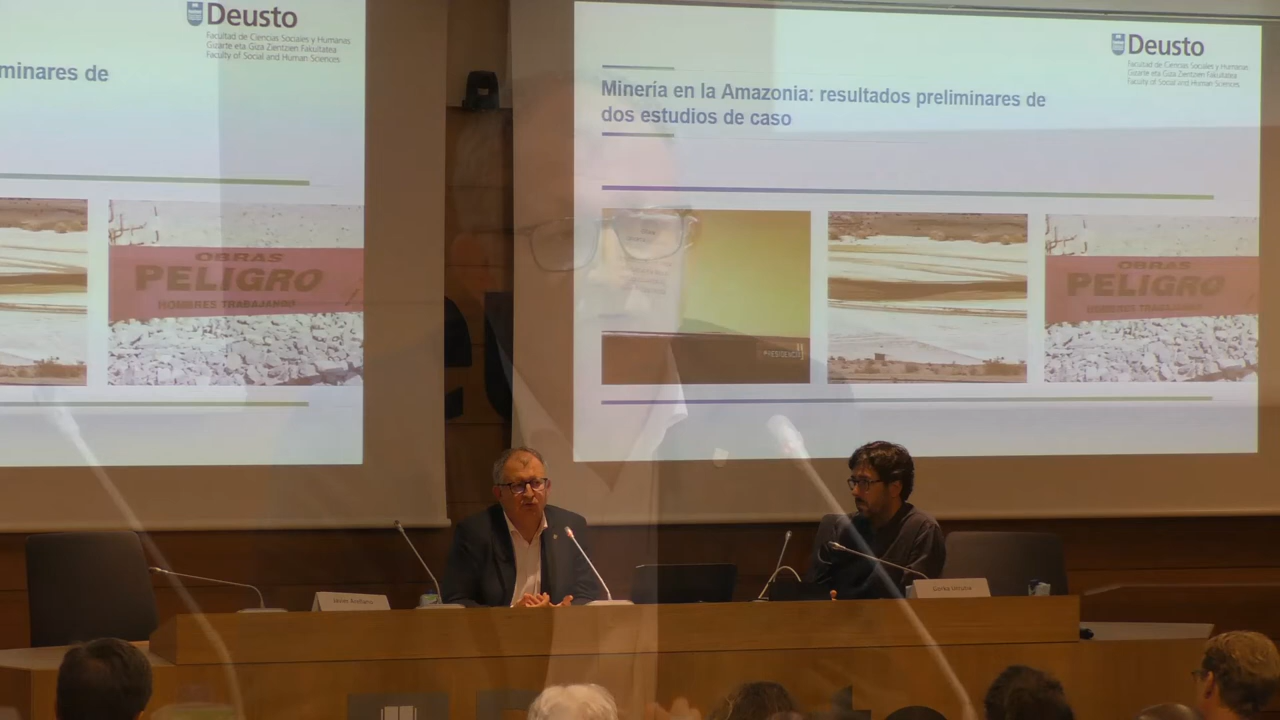 minares de
Deusto
Facultad de Ciencias Sociales y Humanas
Gizarte eta Giza Zientzien Fakultatea
Faculty of Social and Human Sciences
OBRAS
PELIGRO
HOMBRES TRABAJANDO
Deusto
Facultad de Ciencias Sociales y Humanas
Gizarte eta Giza Zientzien Fakultatea
Faculty of Social and Human Sciences
Minería en la Amazonia: resultados preliminares de
dos estudios de caso
OBRAS
PELIGRO
HOMBRES TRABAJANDO